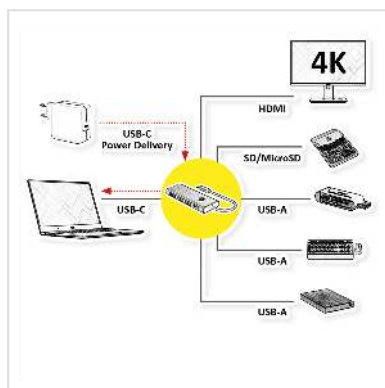 4K
HDMI
USB-C
Power Delivery
SD/MicroSD
USB-C
USB-A
USB-A
USB-A